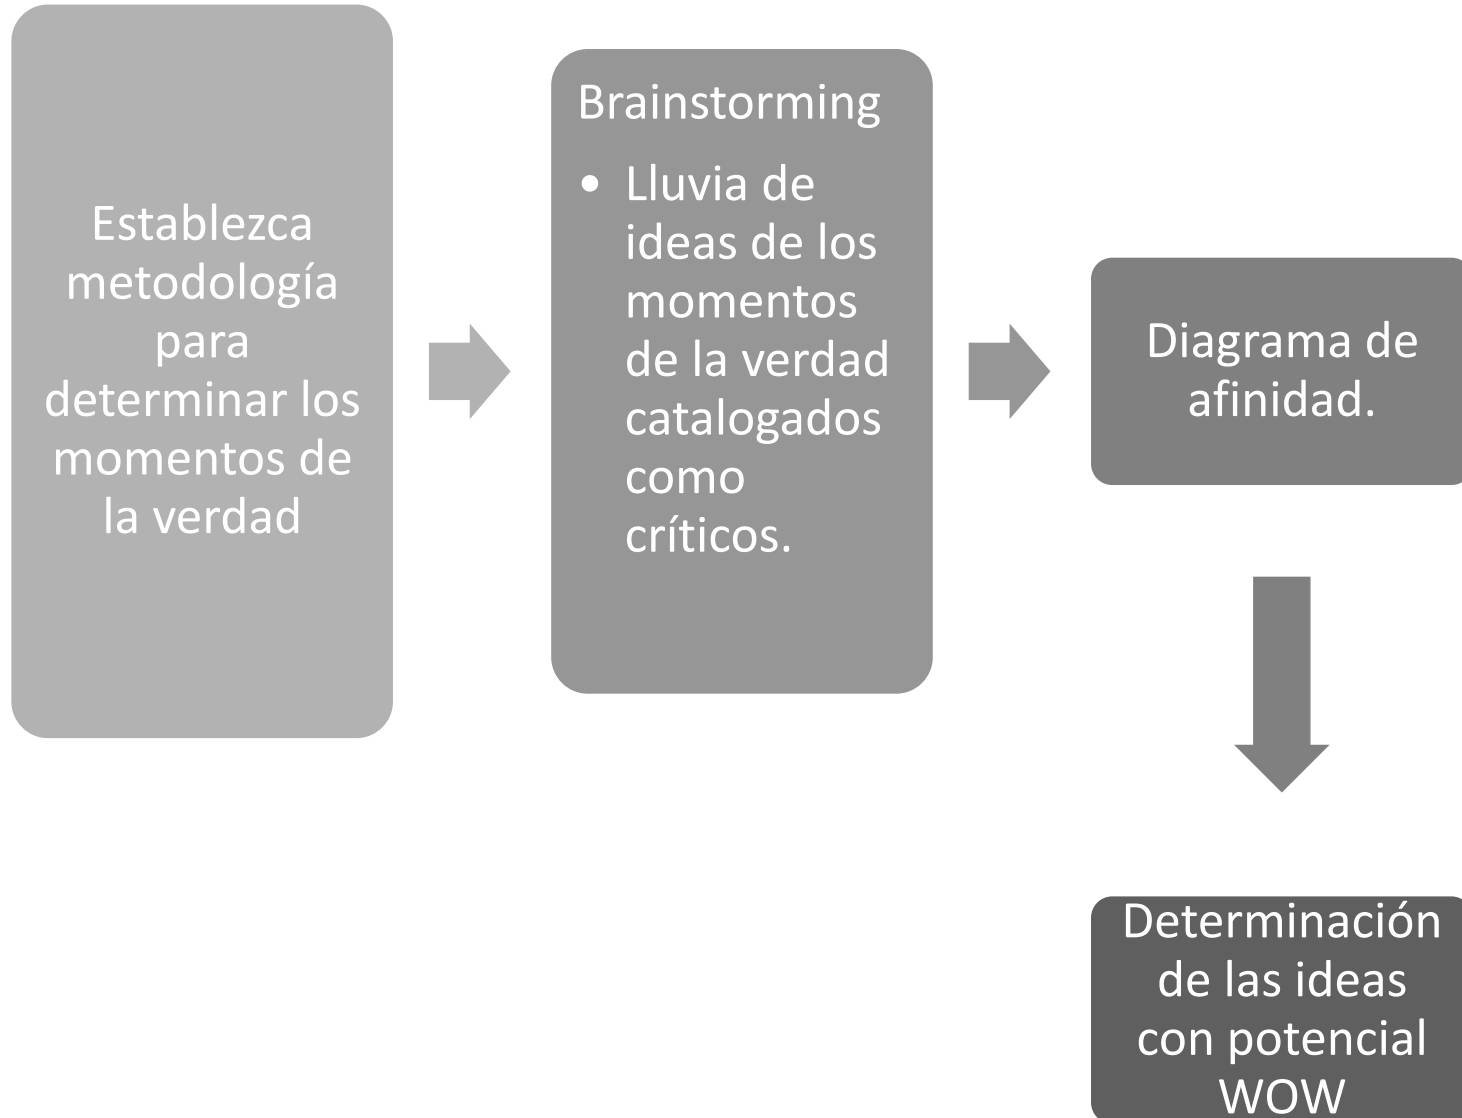 Establezca
metodología
para
determinar los
momentos de
la verdad
Brainstorming
• Lluvia de
ideas de los
momentos
de la verdad
catalogados
como
críticos.
Diagrama de
afinidad.
Determinación
de las ideas
con potencial
WOW